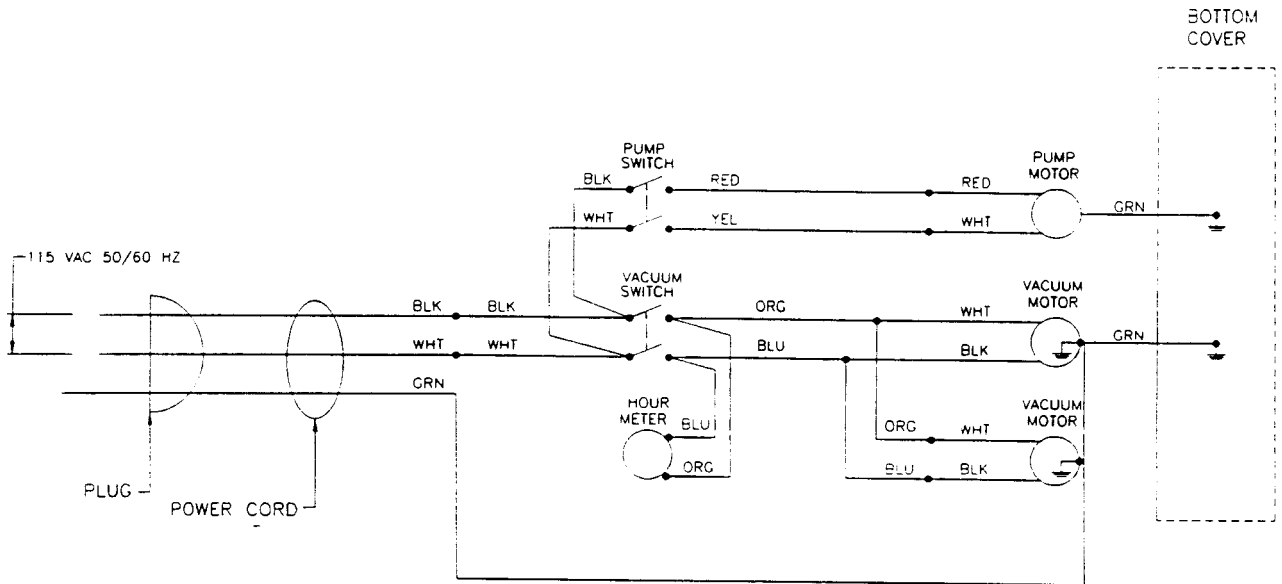 BOTTOM
COVER
PUMP
SWITCH
PUMP
MOTOR
BLK
RED
RED
GRN
WHT
YEL
WHT
115 VAC 50/60 HZ
VACUUM
SWITCH
VACUUM
MOTOR
BLK
BLK
ORG
WHT
GRN
WHT
WHT
BLU
BLK
GRN
HOUR
METER
VACUUM
MOTOR
BLU
ORG
WHT
ORG
BLU
BLK
PLUG
POWER CORD